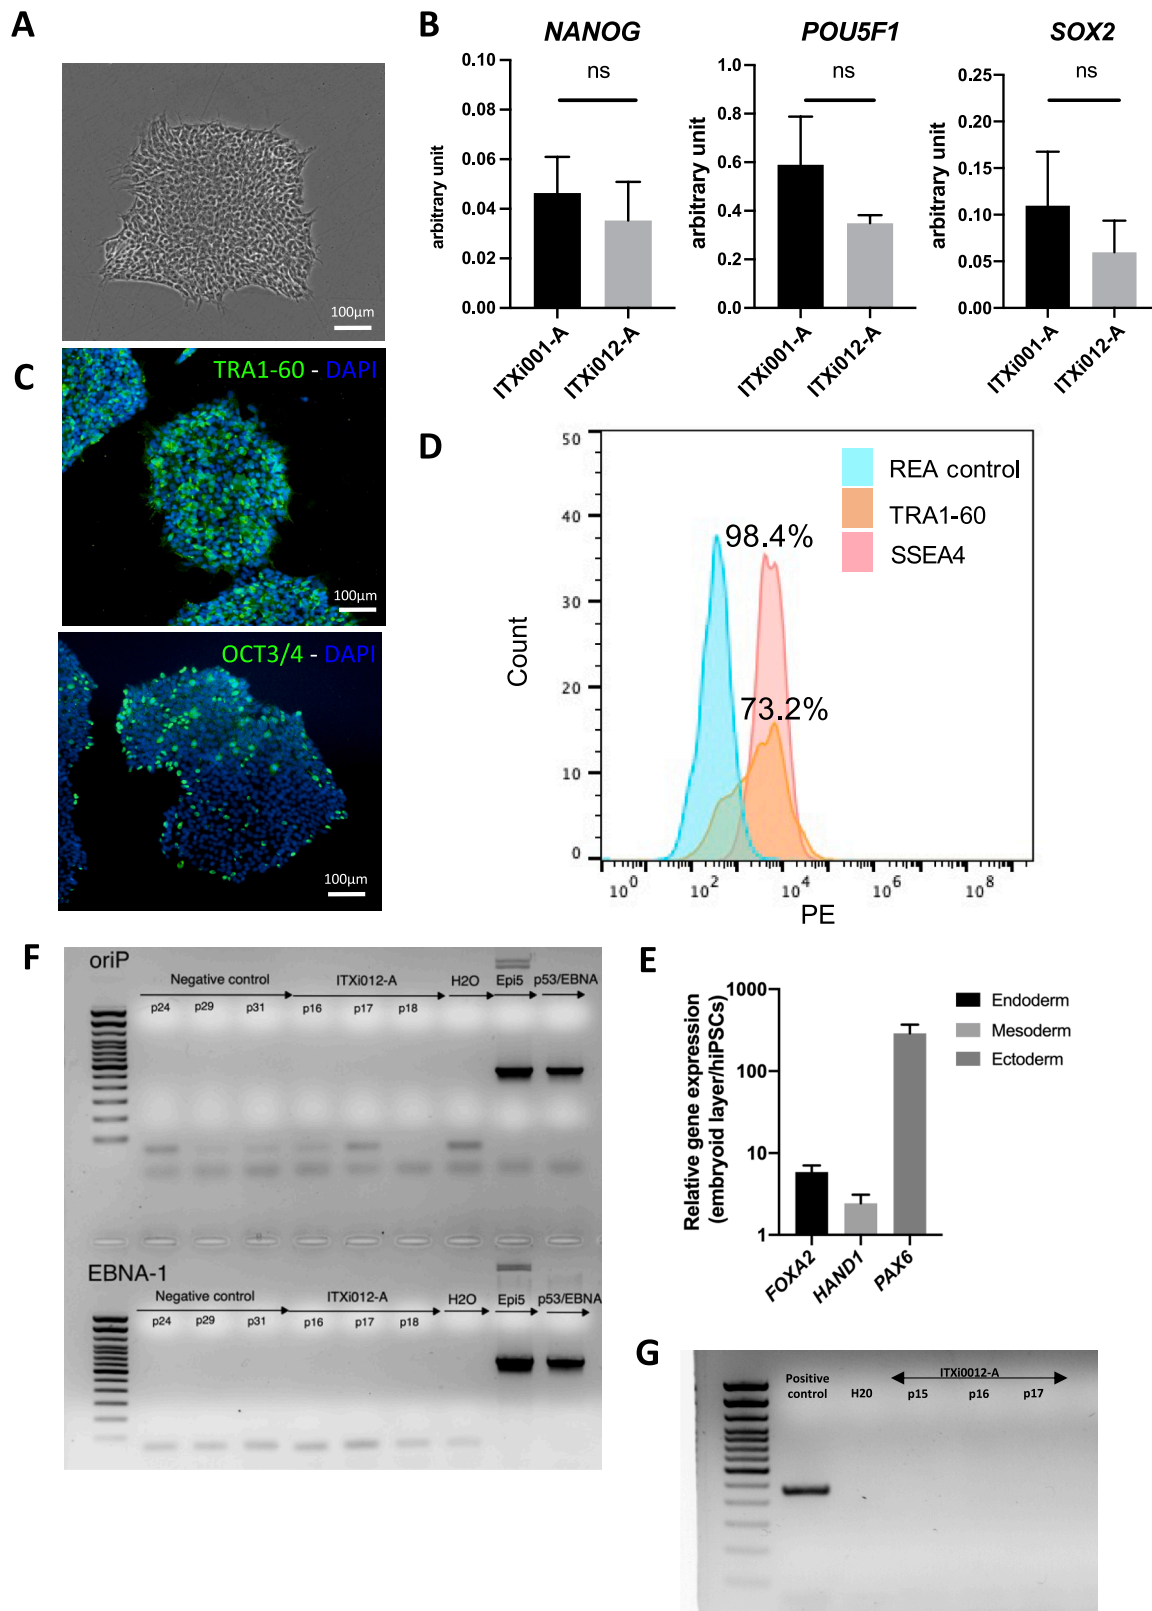 A
100µm
B
NANOG
POU5F1
SOX2
ns
ns
ns
arbitrary unit
0.10
0.08
0.06
0.04
0.02
0.00
ITXi001-A
ITXi012-A
arbitrary unit
1.0
0.8
0.6
0.4
0.2
0.0
ITXi001-A
ITXi012-A
arbitrary unit
0.25
0.20
0.15
0.10
0.05
0.00
ITXi001-A
ITXi012-A
C
TRA1-60 - DAPI
100µm
OCT3/4 - DAPI
100µm
D
50
40
30
20
10
0
Count
98.4%
73.2%
REA control
TRA1-60
SSEA4
10^0
10^2
10^4
10^6
10^8
PE
F
oriP
Negative control ITXi012-A H2O Epi5 p53/EBNA
p24 p29 p31 p16 p17 p18
EBNA-1
Negative control ITXi012-A H2O Epi5 p53/EBNA
p24 p29 p31 p16 p17 p18
E
Relative gene expression
(embryoid layer/hiPSCs)
1000
100
10
1
FOXA2
HAND1
PAX6
Endoderm
Mesoderm
Ectoderm
G
ITXi0012-A
Positive
control
H20
p15 p16 p17